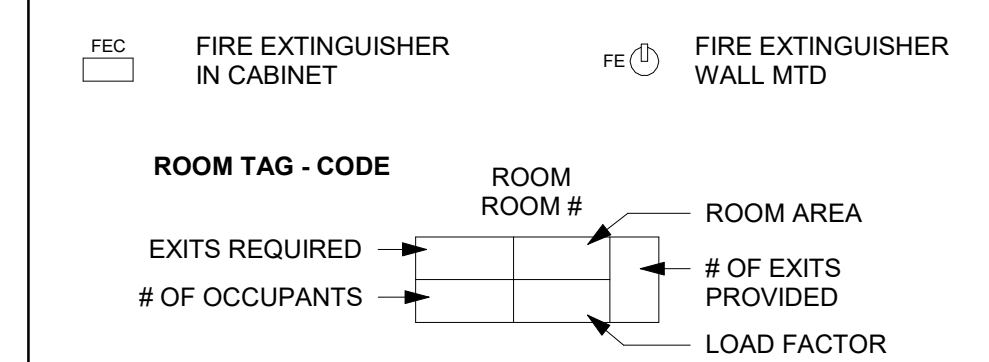 FEC
FIRE EXTINGUISHER
IN CABINET
FE
FIRE EXTINGUISHER
WALL MTD
ROOM TAG - CODE
ROOM
ROOM #
ROOM AREA
EXITS REQUIRED
# OF EXITS
PROVIDED
# OF OCCUPANTS
LOAD FACTOR